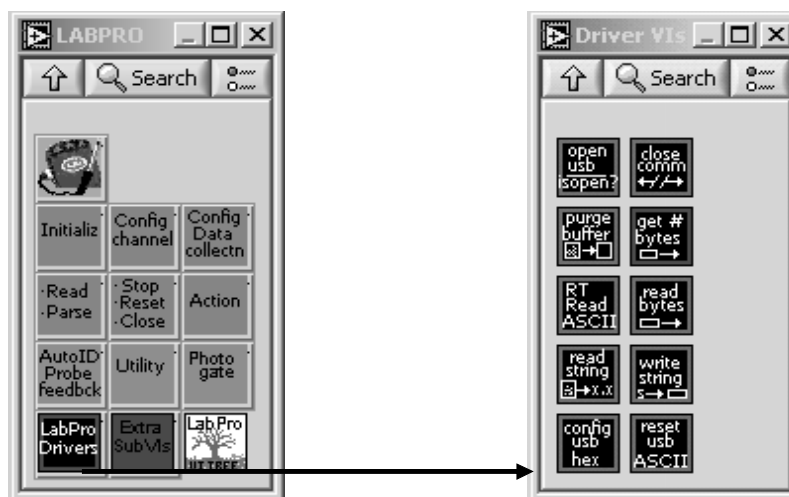 LABPRO
Search
Initializ
Config
channel
Config
Data
collectn
·Read
·Parse
·Stop
·Reset
·Close
Action
AutoID
Probe
feedbck
Utility
Photo
gate
LabPro
Drivers
Extra
SubVIs
Lab Pro
VI TREE
Driver VIs
Search
open
usb
isopen?
close
comm
purge
buffer
get #
bytes
RT
Read
ASCII
read
bytes
read
string
a→x.x
write
string
s→
config
usb
hex
reset
usb
ASCII